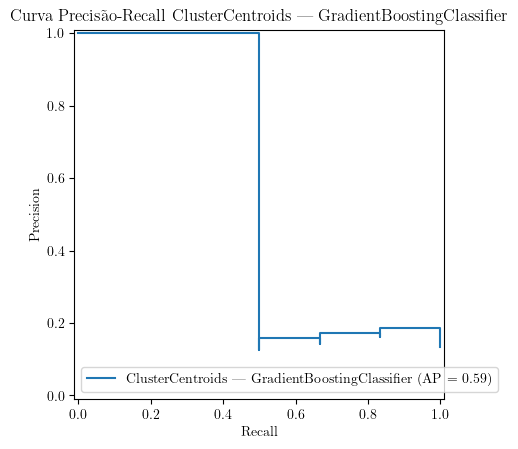 Curva Precisão-Recall ClusterCentroids — GradientBoostingClassifier
1.0
0.8
0.6
0.4
0.2
0.0
Precision
ClusterCentroids — GradientBoostingClassifier (AP = 0.59)
0.0 0.2 0.4 0.6 0.8 1.0
Recall